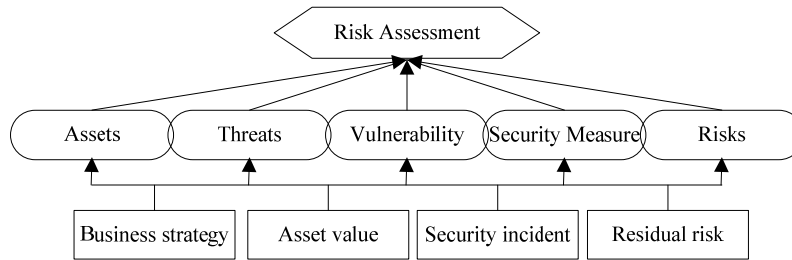 Risk Assessment
Assets
Threats
Vulnerability
Security Measure
Risks
Business strategy
Asset value
Security incident
Residual risk